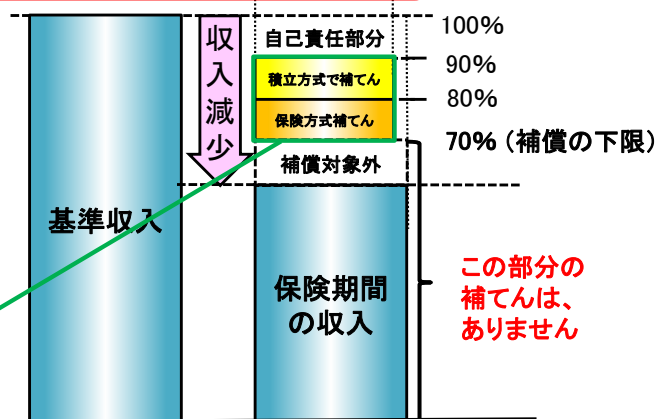 100%
収
入
減
少
自己責任部分
90%
積立方式で補てん
80%
保険方式補てん
70%（補償の下限）
補償対象外
基準収入
保険期間
の収入
この部分の
補てんは、
ありません